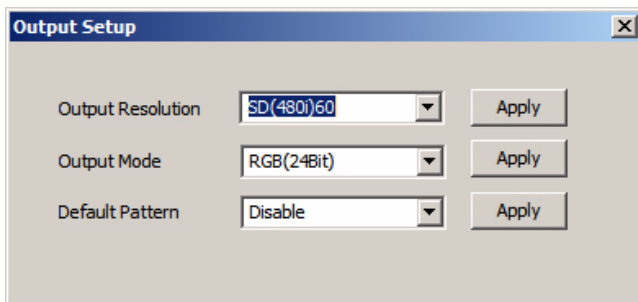 Output Setup
Output Resolution SD(480i)60 Apply
Output Mode RGB(24Bit) Apply
Default Pattern Disable Apply